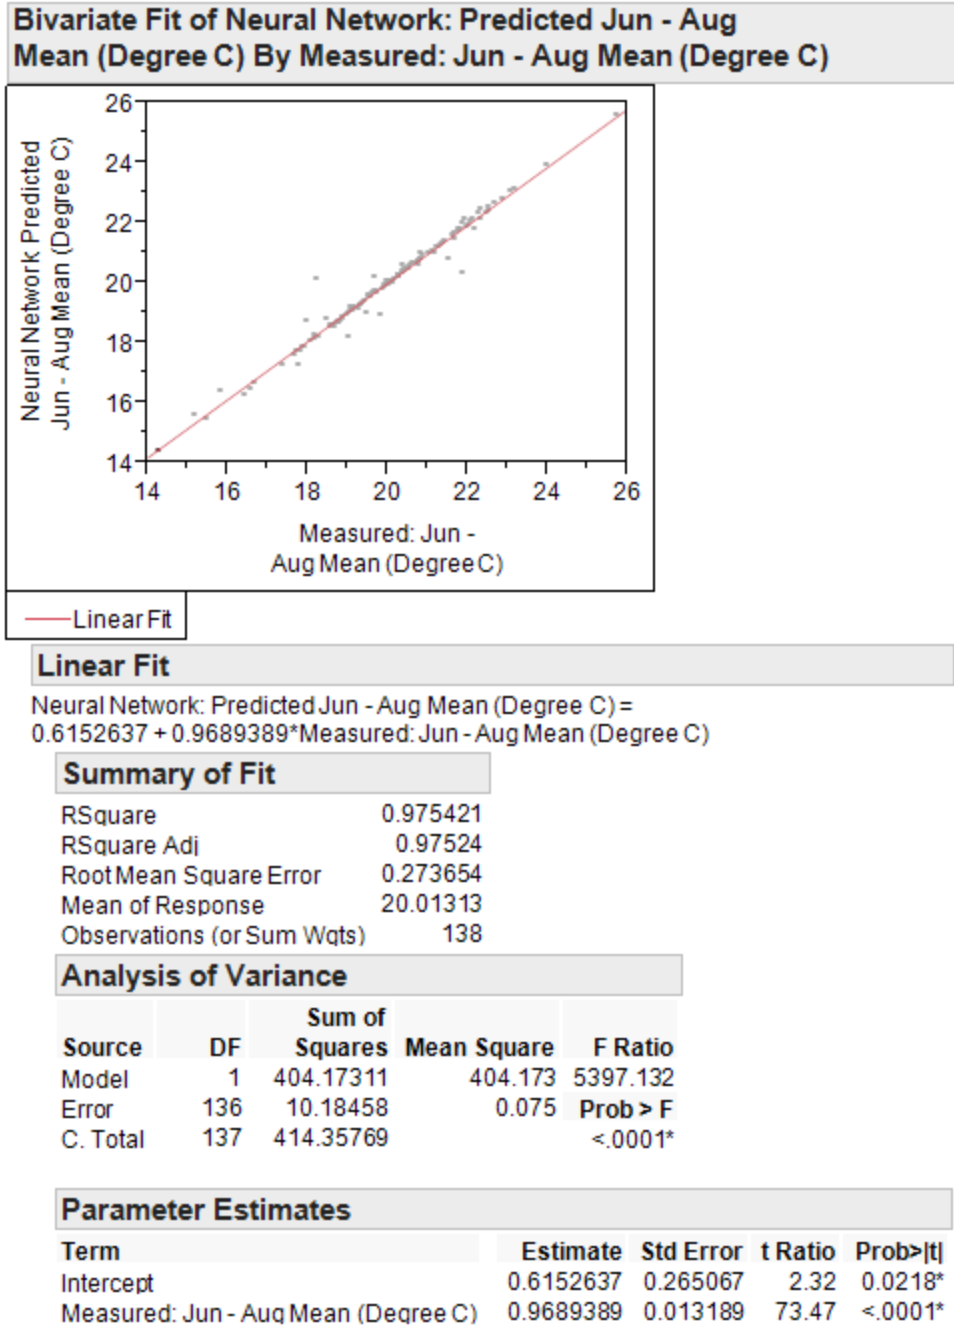 Bivariate Fit of Neural Network: Predicted Jun - Aug
Mean (Degree C) By Measured: Jun - Aug Mean (Degree C)
Neural Network Predicted
Jun - Aug Mean (Degree C)
26
24
22
20
18
16
14
14 16 18 20 22 24 26
Measured: Jun -
Aug Mean (Degree C)
Linear Fit
Linear Fit
Neural Network: Predicted Jun - Aug Mean (Degree C) =
0.6152637 + 0.9689389*Measured: Jun - Aug Mean (Degree C)
Summary of Fit
RSquare 0.975421
RSquare Adj 0.97524
Root Mean Square Error 0.273654
Mean of Response 20.01313
Observations (or Sum Wgts) 138
Analysis of Variance
Sum of
Source DF Squares Mean Square F Ratio
Model 1 404.17311 404.173 5397.132
Error 136 10.18458 0.075 Prob > F
C. Total 137 414.35769 <.0001*
Parameter Estimates
Term Estimate Std Error t Ratio Prob>|t|
Intercept 0.6152637 0.265067 2.32 0.0218*
Measured: Jun - Aug Mean (Degree C) 0.9689389 0.013189 73.47 <.0001*